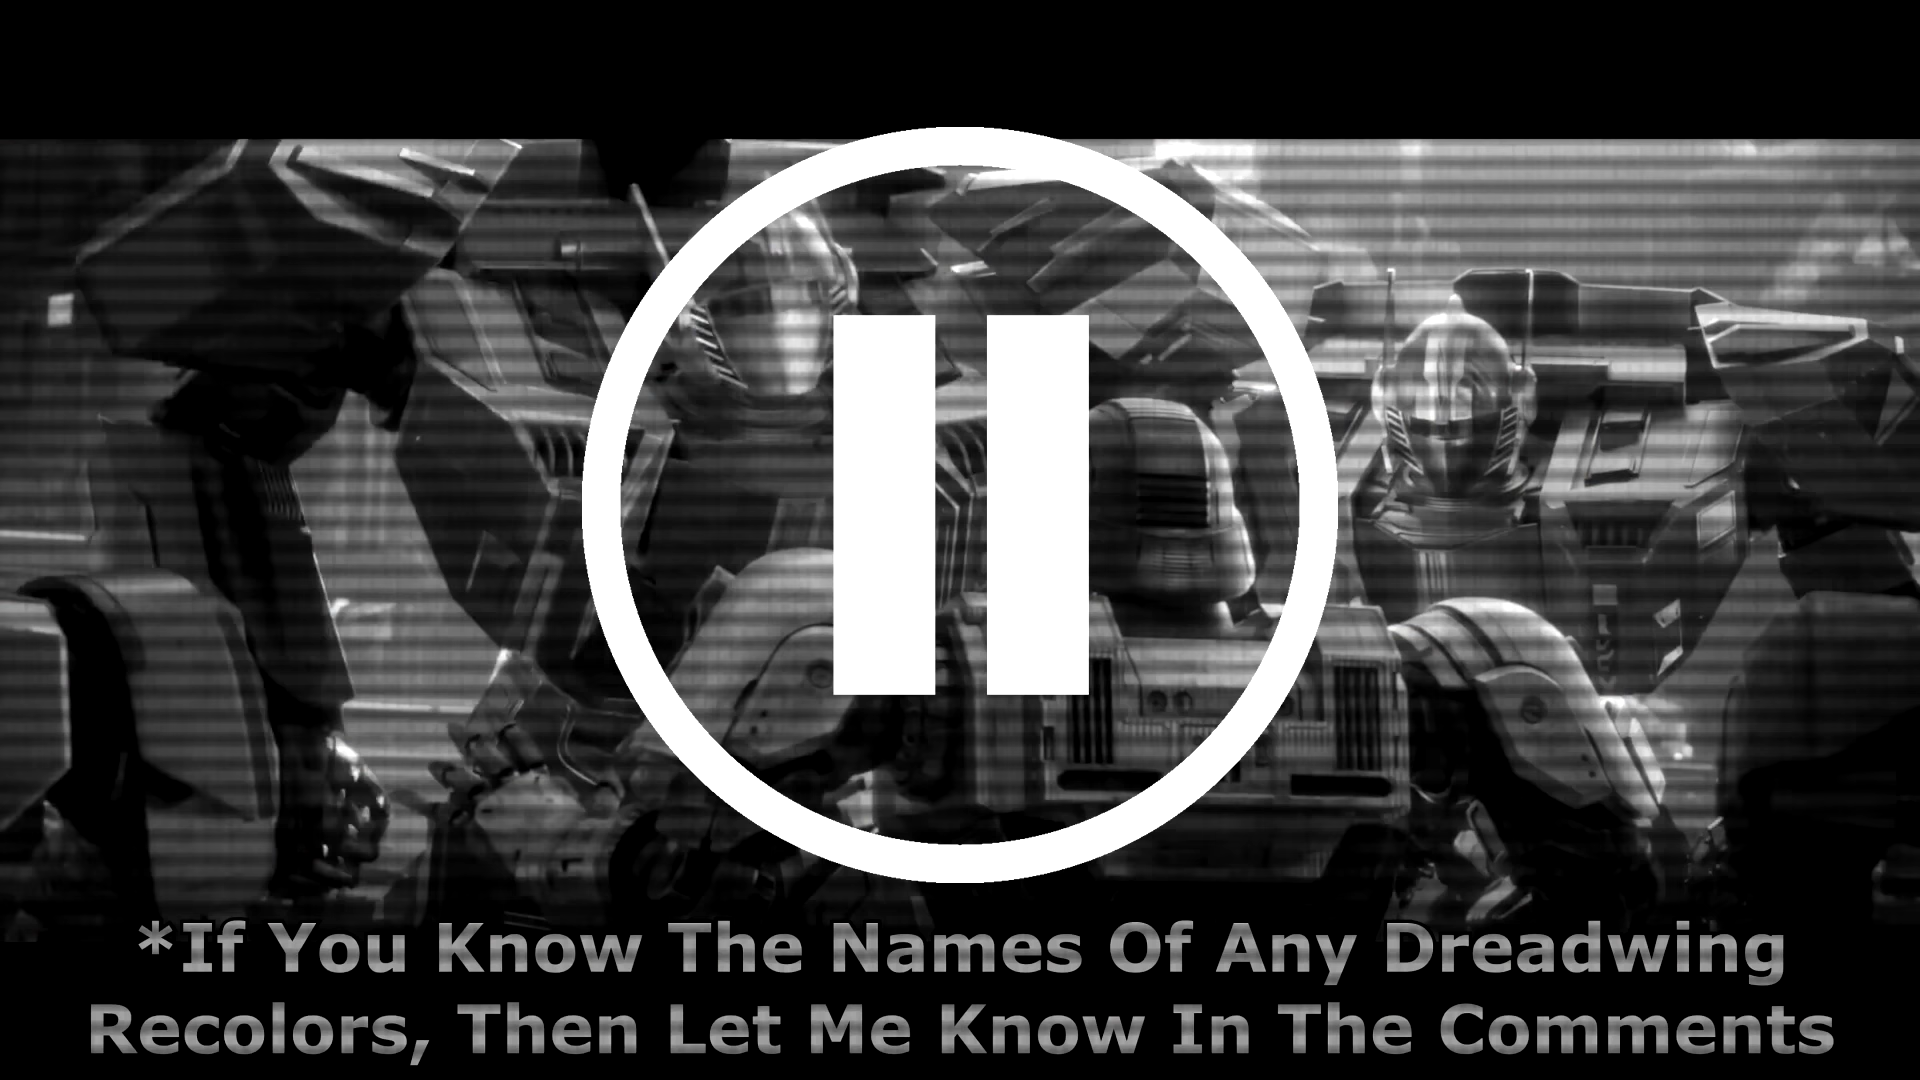 *If You Know The Names Of Any Dreadwing
Recolors, Then Let Me Know In The Comments